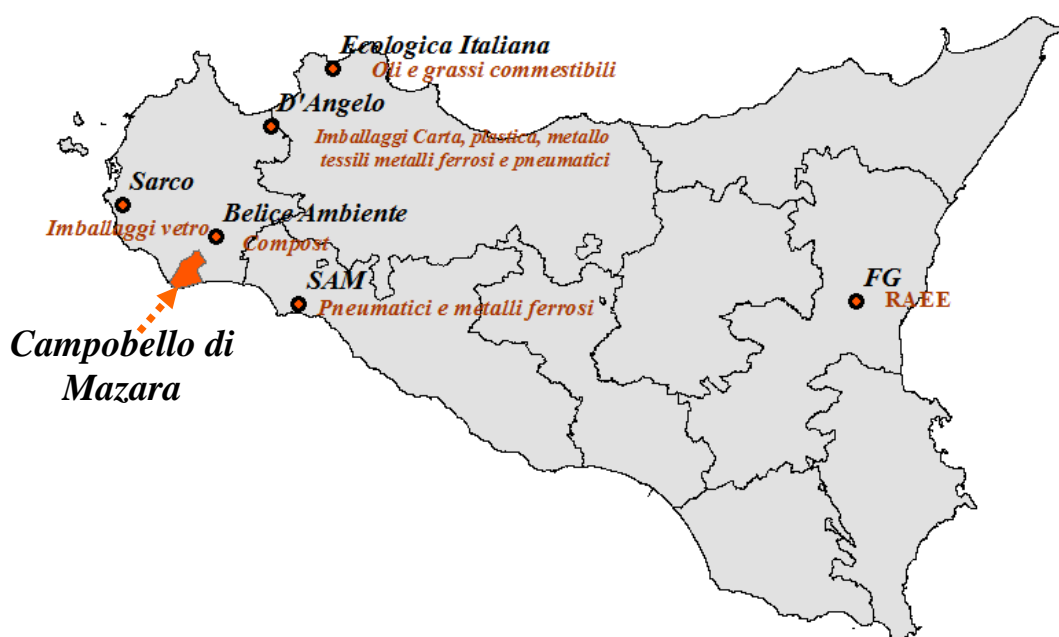 Ecologica Italiana
Oli e grassi commestibili
D'Angelo
Imballaggi Carta, plastica, metallo
tessili metalli ferrosi e pneumatici
Sarco
Imballaggi vetro
Belice Ambiente
Compost
SAM
Pneumatici e metalli ferrosi
FG
RAEE
Campobello di
Mazara